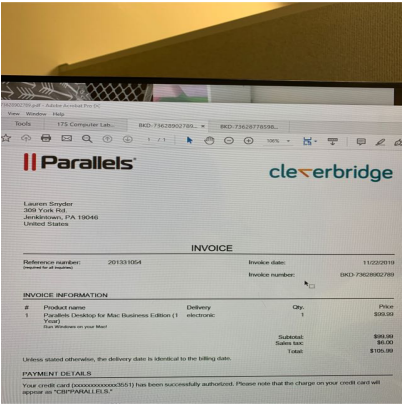 73628902789.pdf - Adobe Acrobat Pro DC
View Window Help
Tools 175 Computer Lab... BKD-73628902789... × BKD-73628778598...
1 / 1
|| Parallels®
cleverbridge
Lauren Snyder
309 York Rd.
Jenkintown, PA 19046
United States
INVOICE
Reference number: 201331054 Invoice date: 11/22/2019
(required for all inquiries)
Invoice number: BKD-73628902789
INVOICE INFORMATION
# Product name Delivery Qty. Price
1 Parallels Desktop for Mac Business Edition (1 electronic 1 $99.99
Year)
Run Windows on your Mac!
Subtotal: $99.99
Sales tax: $6.00
Total: $105.99
Unless stated otherwise, the delivery date is identical to the billing date.
PAYMENT DETAILS
Your credit card (xxxxxxxxxxxx3551) has been successfully authorized. Please note that the charge on your credit card will
appear as "CBI*PARALLELS."